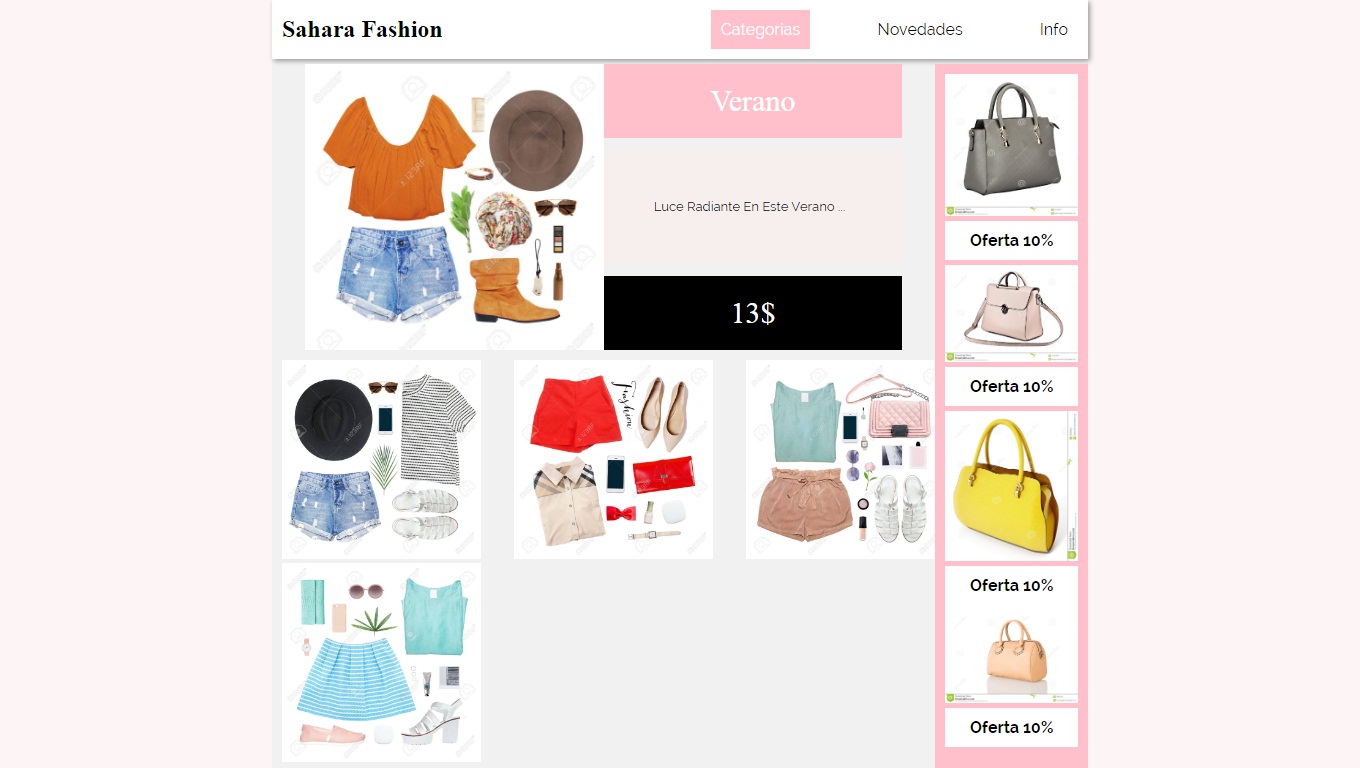 Sahara Fashion
Categorias
Novedades
Info
Verano
Luce Radiante En Este Verano ...
13$
Oferta 10%
Oferta 10%
Fashion
Oferta 10%
Oferta 10%